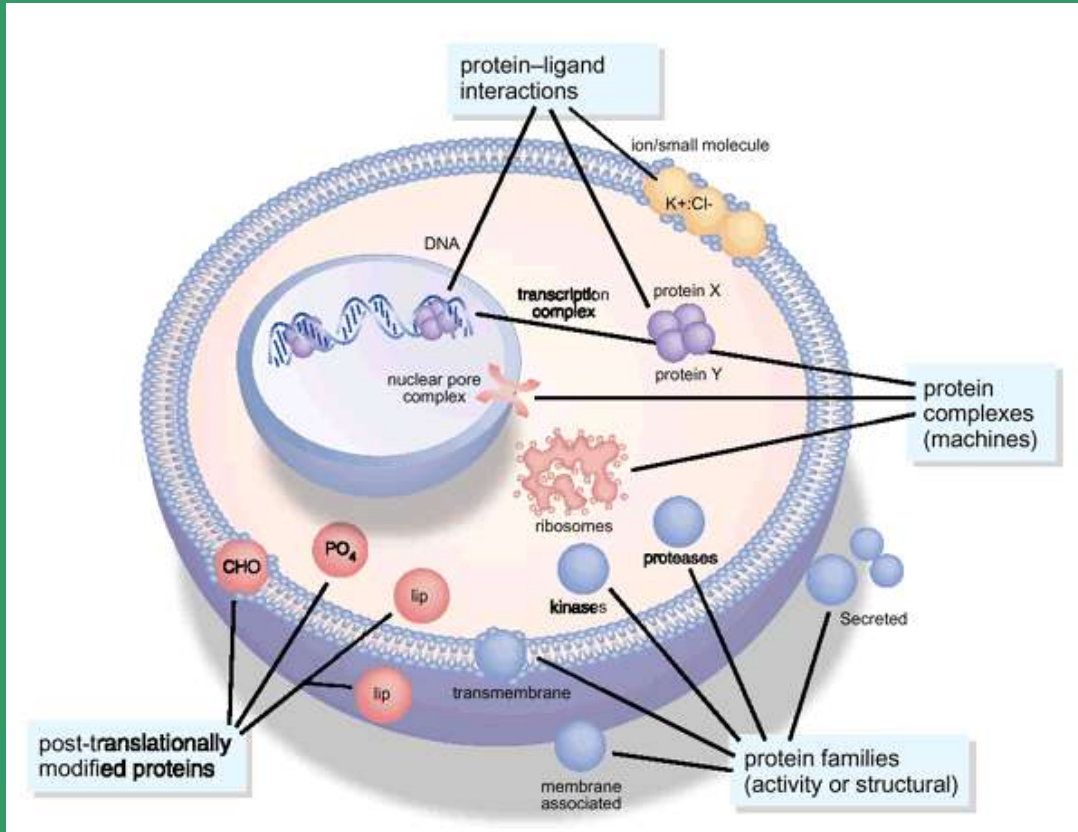 protein–ligand
interactions
ion/small molecule
K+:Cl-
DNA
transcription
complex
protein X
protein Y
nuclear pore
complex
protein
complexes
(machines)
ribosomes
proteases
kinases
CHO
PO4
lip
lip
transmembrane
Secreted
membrane
associated
post-translationally
modified proteins
protein families
(activity or structural)